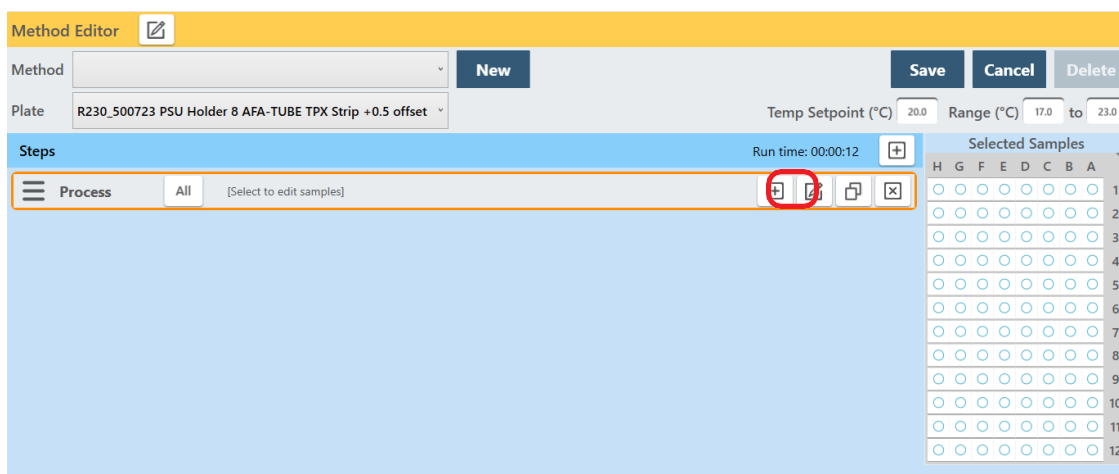 Method Editor
Method New Save Cancel Delete
Plate R230_500723 PSU Holder 8 AFA-TUBE TPX Strip +0.5 offset Temp Setpoint (°C) 20.0 Range (°C) 17.0 to 23.0
Steps Run time: 00:00:12 Selected Samples
H G F E D C B A
Process All [Select to edit samples] 1
2
3
4
5
6
7
8
9
10
11
12